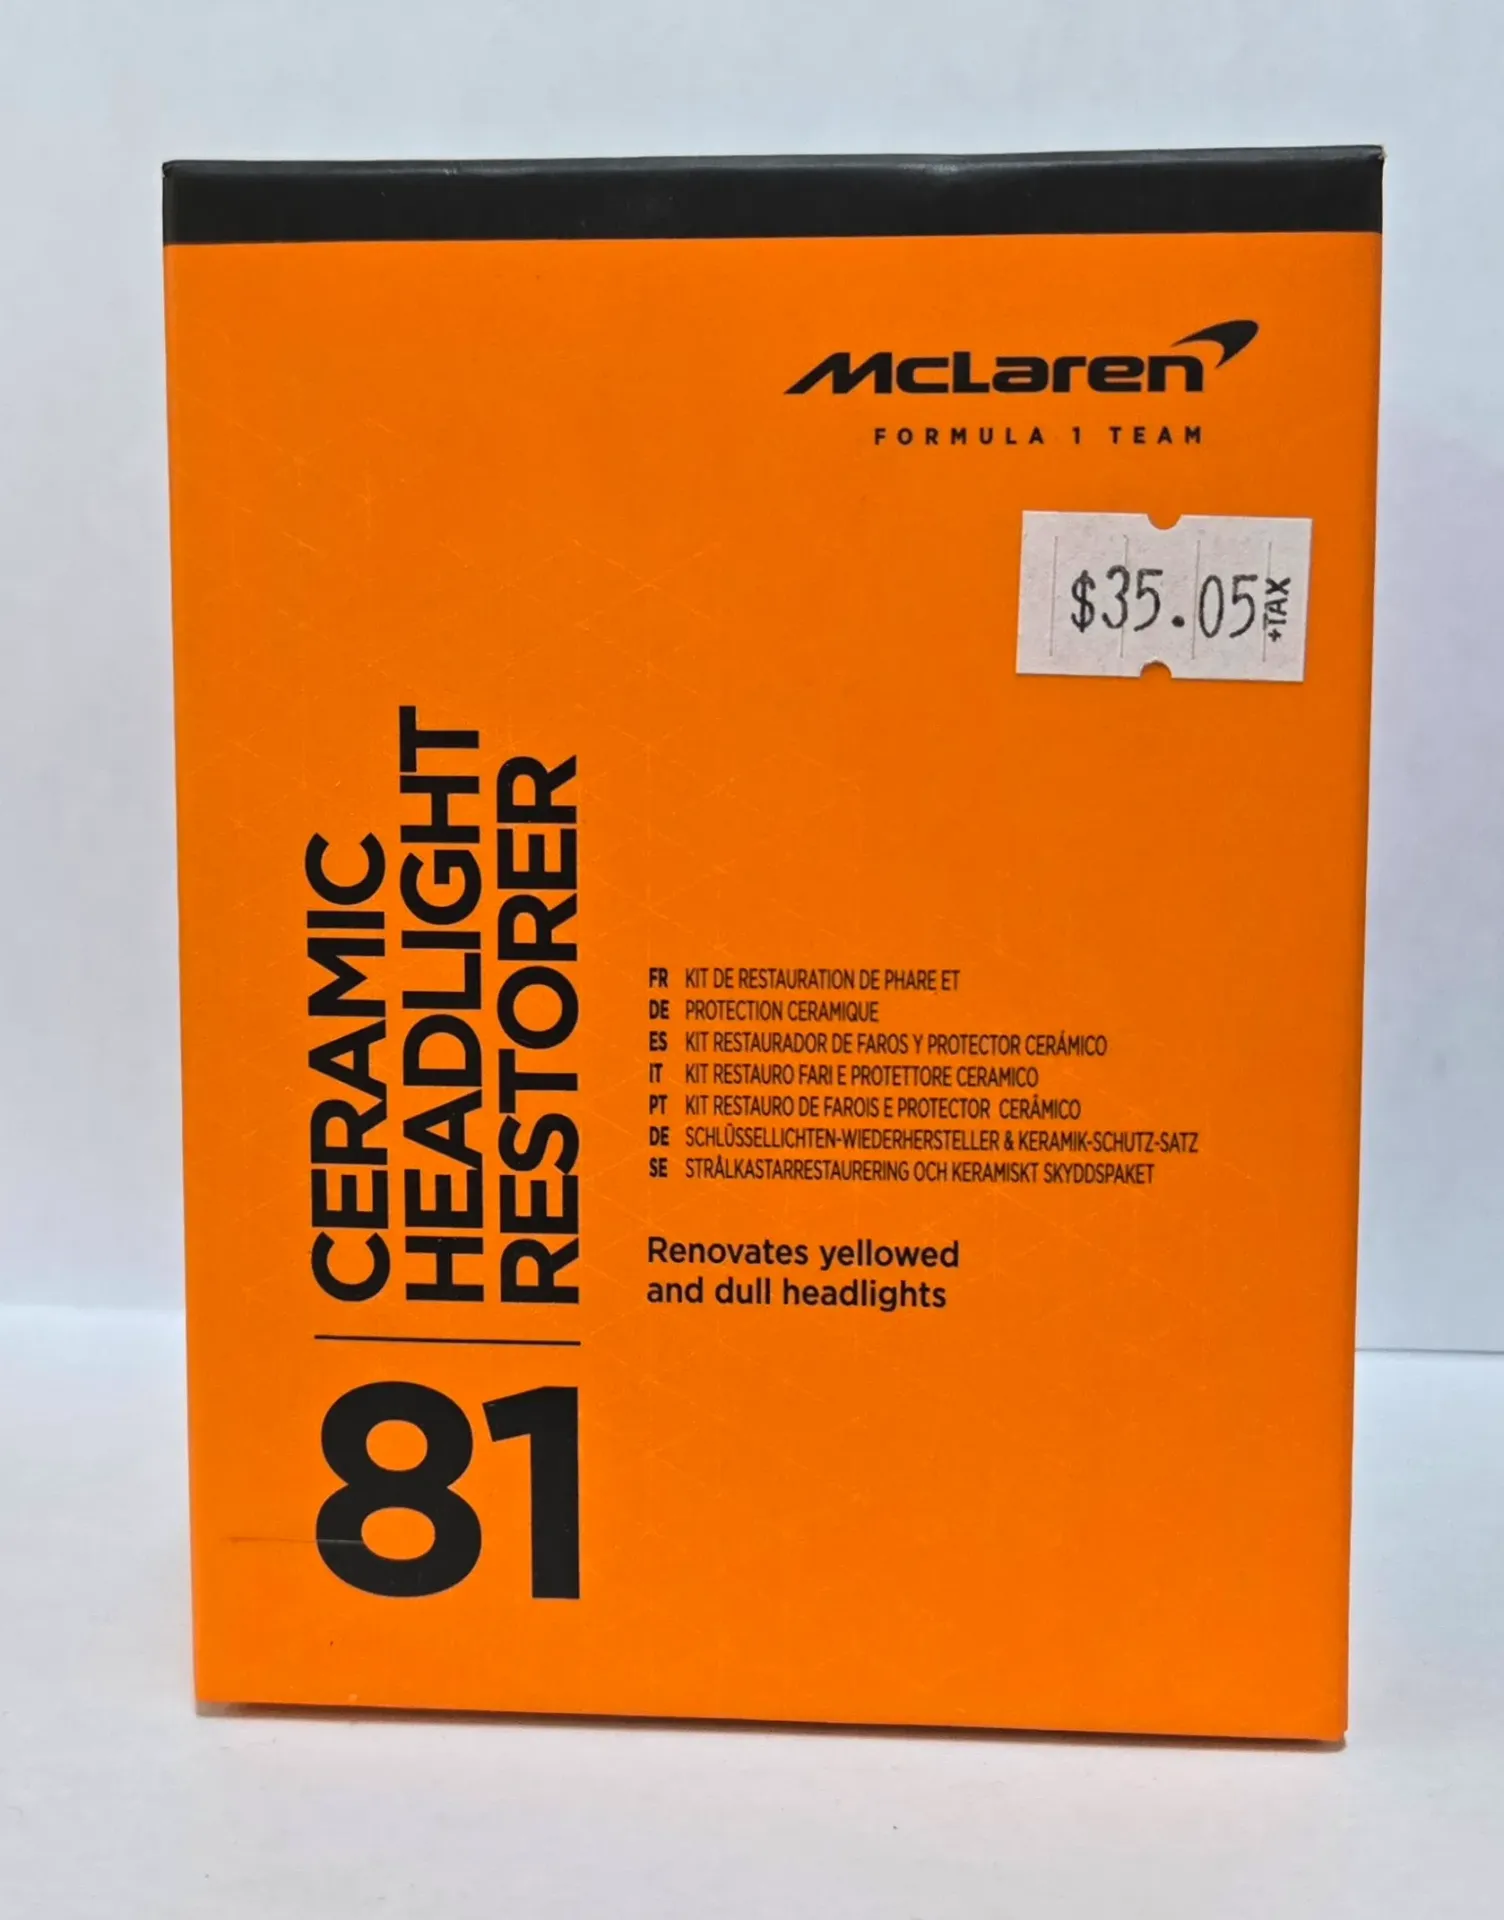 McLaren
FORMULA 1 TEAM
$35.05 +TAX
CERAMIC
HEADLIGHT
RESTORER
81
FR KIT DE RESTAURATION DE PHARE ET
DE PROTECTION CERAMIQUE
ES KIT RESTAURADOR DE FAROS Y PROTECTOR CERÁMICO
IT KIT RESTAURO FARI E PROTETTORE CERAMICO
PT KIT RESTAURO DE FAROIS E PROTECTOR CERÂMICO
DE SCHLÜSSELLICHTEN-WIEDERHERSTELLER & KERAMIK-SCHUTZ-SATZ
SE STRÅLKASTARRESTAURERING OCH KERAMISKT SKYDDSPAKET
Renovates yellowed
and dull headlights